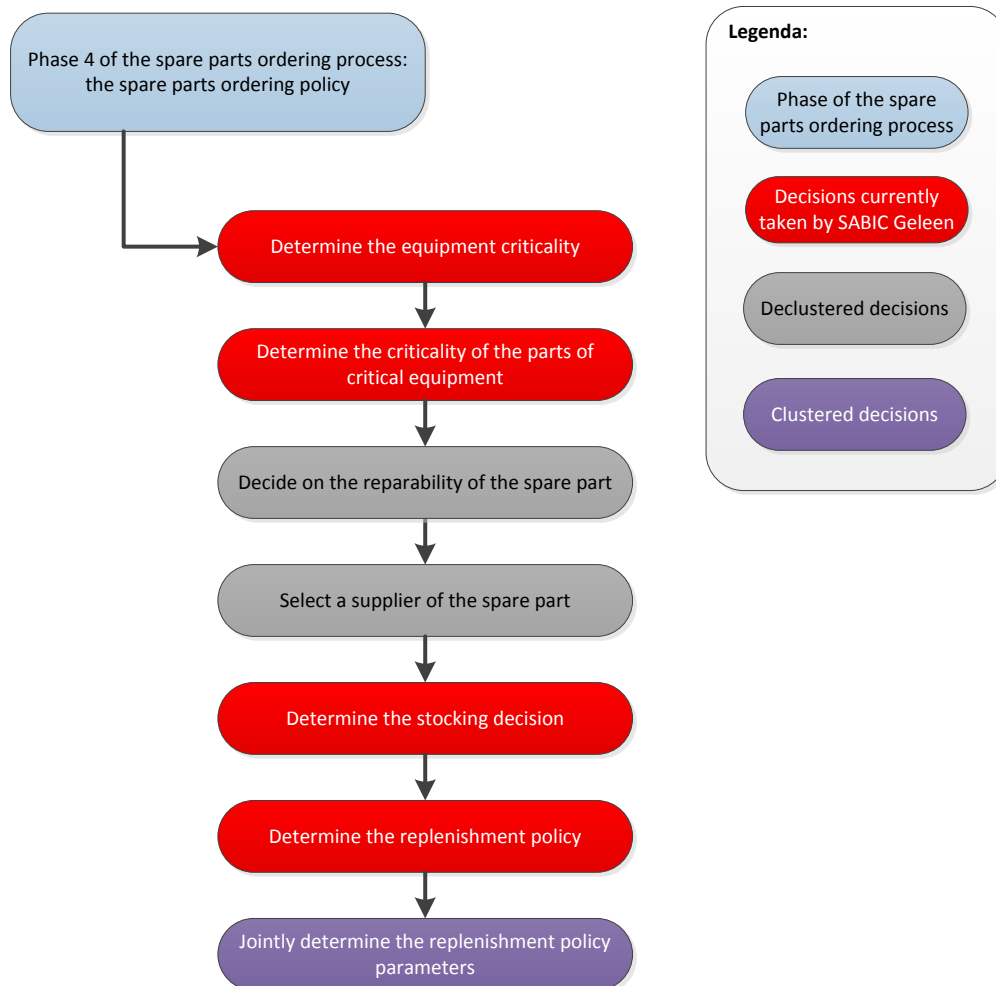 Phase 4 of the spare parts ordering process:
the spare parts ordering policy
Determine the equipment criticality
Determine the criticality of the parts of
critical equipment
Decide on the reparability of the spare part
Select a supplier of the spare part
Determine the stocking decision
Determine the replenishment policy
Jointly determine the replenishment policy
parameters
Legenda:
Phase of the spare
parts ordering process
Decisions currently
taken by SABIC Geleen
Declustered decisions
Clustered decisions